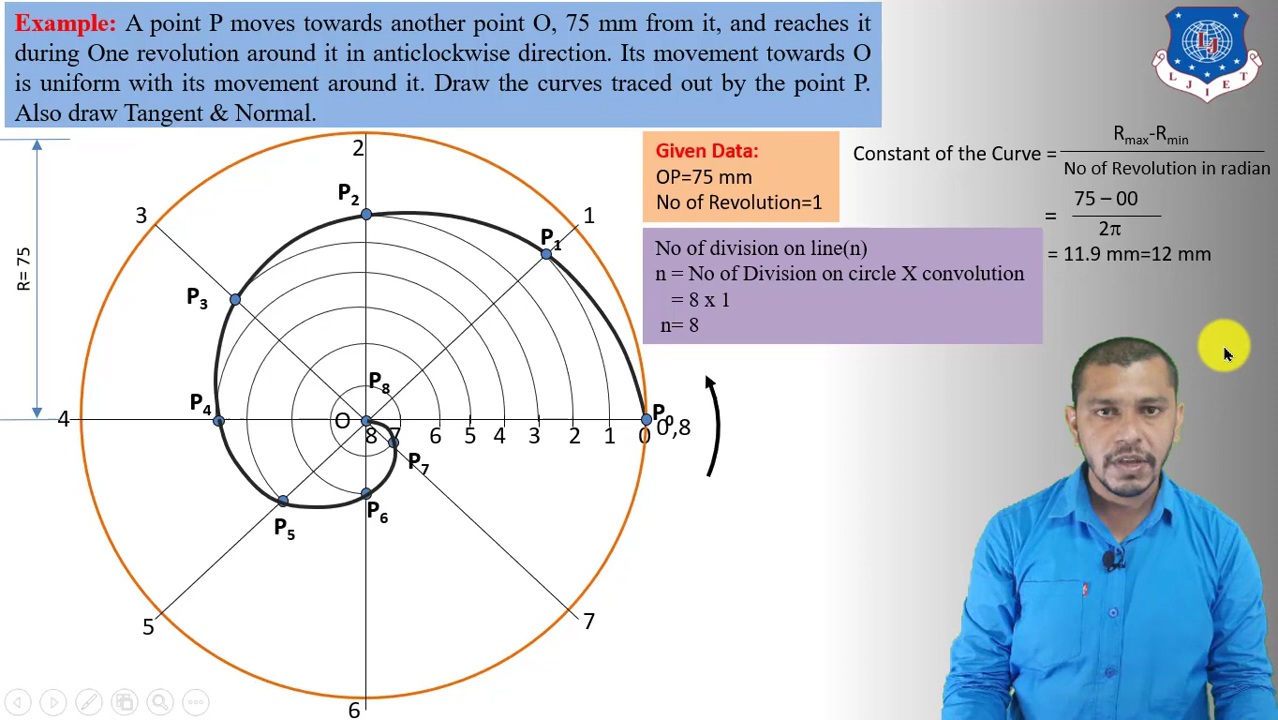 Example: A point P moves towards another point O, 75 mm from it, and reaches it
during One revolution around it in anticlockwise direction. Its movement towards O
is uniform with its movement around it. Draw the curves traced out by the point P.
Also draw Tangent & Normal.
LJ
LJIET
Given Data:
OP=75 mm
No of Revolution=1
Constant of the Curve = Rmax-Rmin
No of Revolution in radian
= 75 – 00
2π
= 11.9 mm=12 mm
No of division on line(n)
n = No of Division on circle X convolution
= 8 x 1
n= 8
R= 75
2
3
1
P2
P1
P3
P8
P4
4
O
P0
0,8
8 7 6 5 4 3 2 1 0
P7
P6
P5
5
7
6